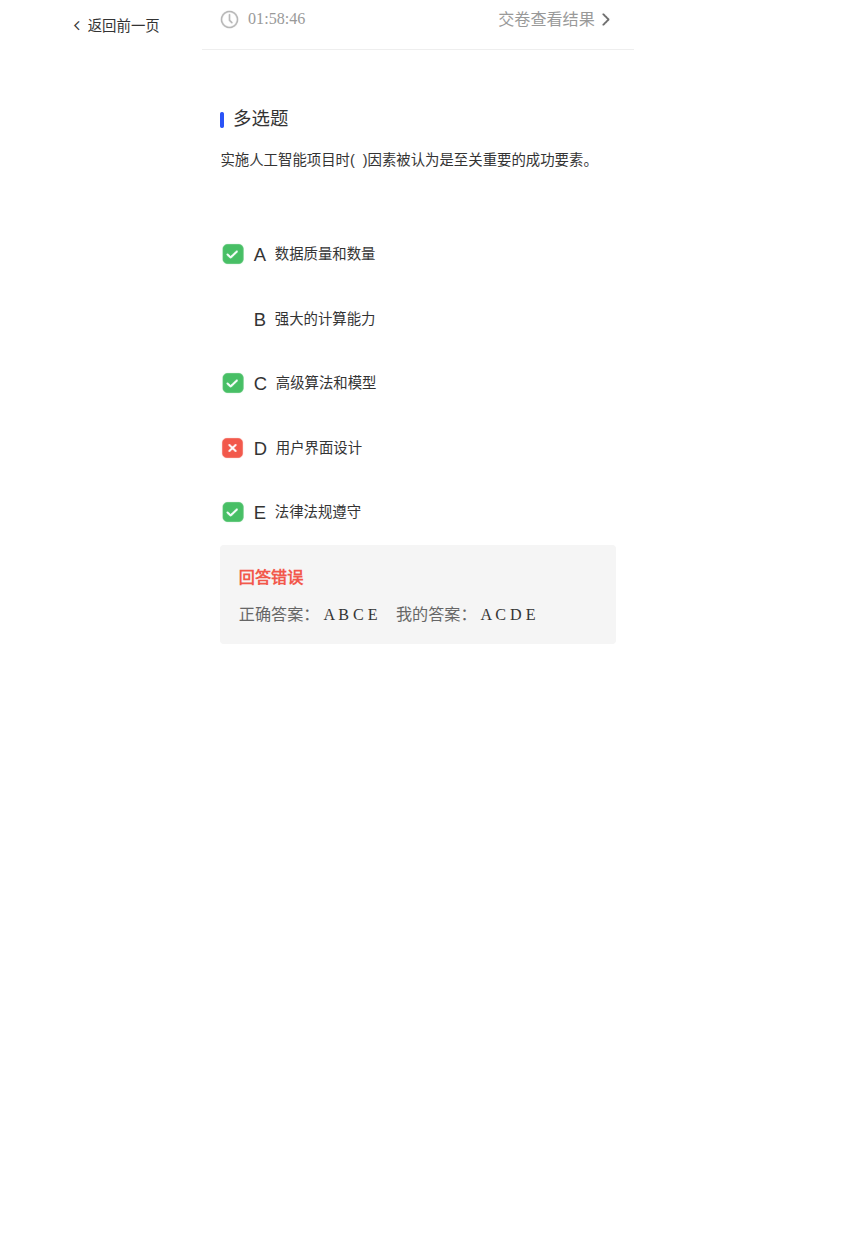 返回前一页
01:58:46 交卷查看结果
多选题
实施人工智能项目时( )因素被认为是至关重要的成功要素。
A 数据质量和数量
B 强大的计算能力
C 高级算法和模型
D 用户界面设计
E 法律法规遵守
回答错误
正确答案： A B C E 我的答案： A C D E